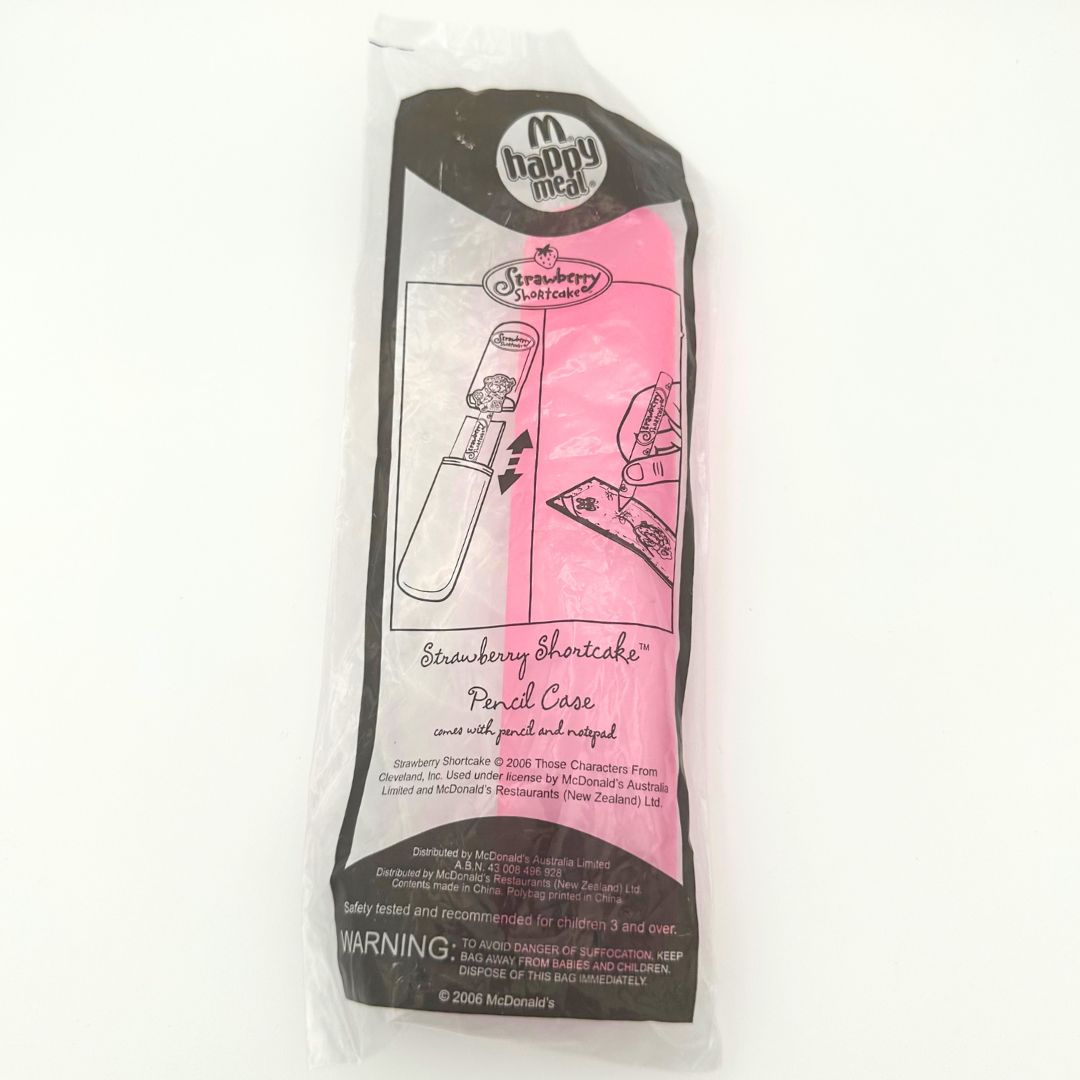 M
happy
meal®
Strawberry
Shortcake™
Strawberry
Shortcake
Strawberry
Shortcake
Strawberry
Shortcake
Strawberry Shortcake™
Pencil Case
comes with pencil and notepad
Strawberry Shortcake © 2006 Those Characters From
Cleveland, Inc. Used under license by McDonald's Australia
Limited and McDonald's Restaurants (New Zealand) Ltd.
Distributed by McDonald's Australia Limited
A.B.N. 43 008 496 928
Distributed by McDonald's Restaurants (New Zealand) Ltd.
Contents made in China. Polybag printed in China
Safety tested and recommended for children 3 and over.
WARNING: TO AVOID DANGER OF SUFFOCATION, KEEP
BAG AWAY FROM BABIES AND CHILDREN.
DISPOSE OF THIS BAG IMMEDIATELY.
© 2006 McDonald's